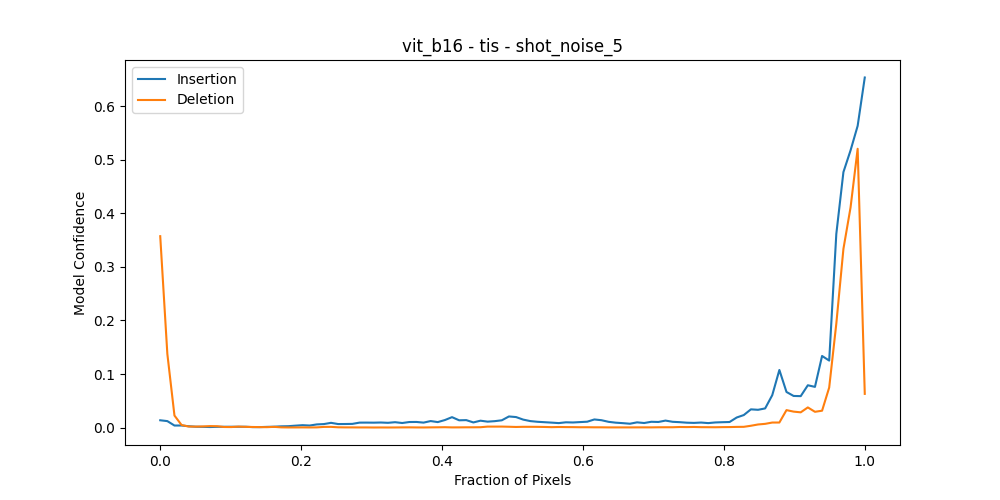 vit_b16 - tis - shot_noise_5
Insertion
Deletion
Model Confidence
0.6
0.5
0.4
0.3
0.2
0.1
0.0
0.0 0.2 0.4 0.6 0.8 1.0
Fraction of Pixels